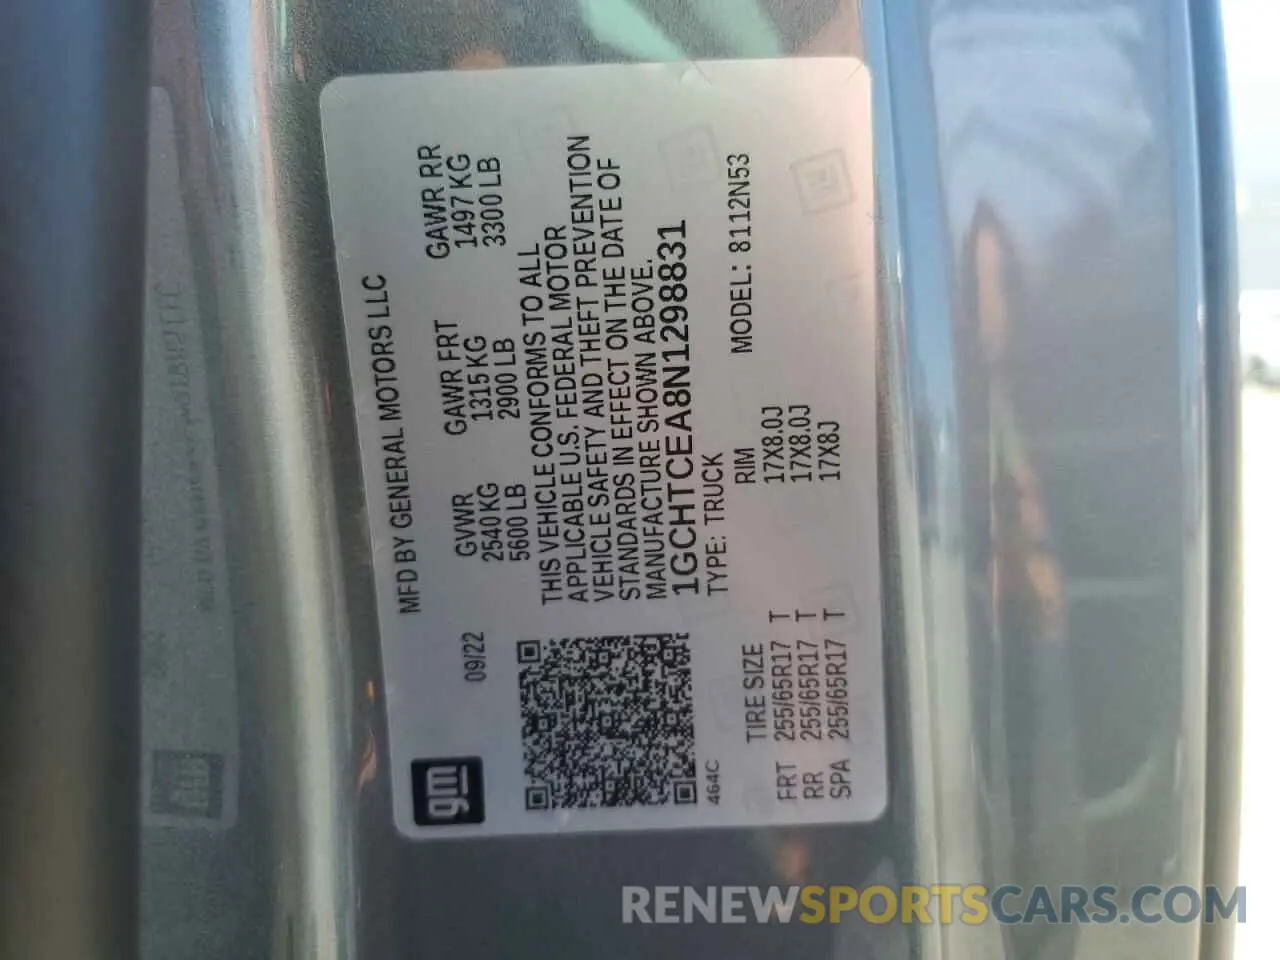 MFD BY GENERAL MOTORS LLC
09/22
GVWR GAWR FRT GAWR RR
2540 KG 1315 KG 1497 KG
5600 LB 2900 LB 3300 LB
THIS VEHICLE CONFORMS TO ALL
APPLICABLE U.S. FEDERAL MOTOR
VEHICLE SAFETY AND THEFT PREVENTION
STANDARDS IN EFFECT ON THE DATE OF
MANUFACTURE SHOWN ABOVE.
1GCHTCEA8N1298831
TYPE: TRUCK MODEL: 8112N53
gm
464C
TIRE SIZE RIM
FRT 255/65R17 T 17X8.0J
RR 255/65R17 T 17X8.0J
SPA 255/65R17 T 17X8J
RENEWSPORTSCARS.COM